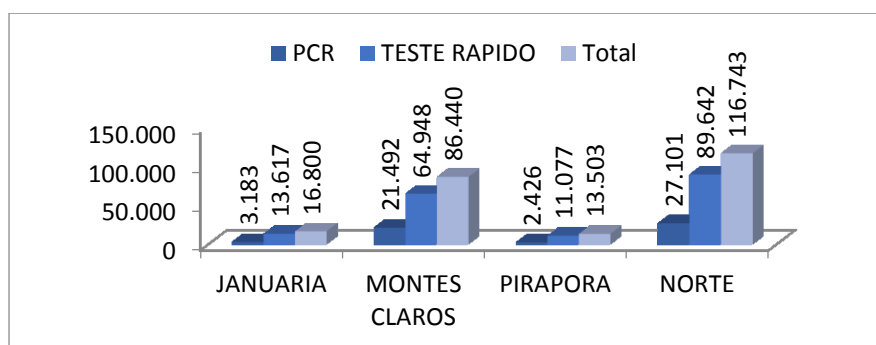 PCR TESTE RAPIDO Total
150.000
100.000
50.000
0
3.183
13.617
16.800
21.492
64.948
86.440
2.426
11.077
13.503
27.101
89.642
116.743
JANUARIA
MONTES
CLAROS
PIRAPORA
NORTE